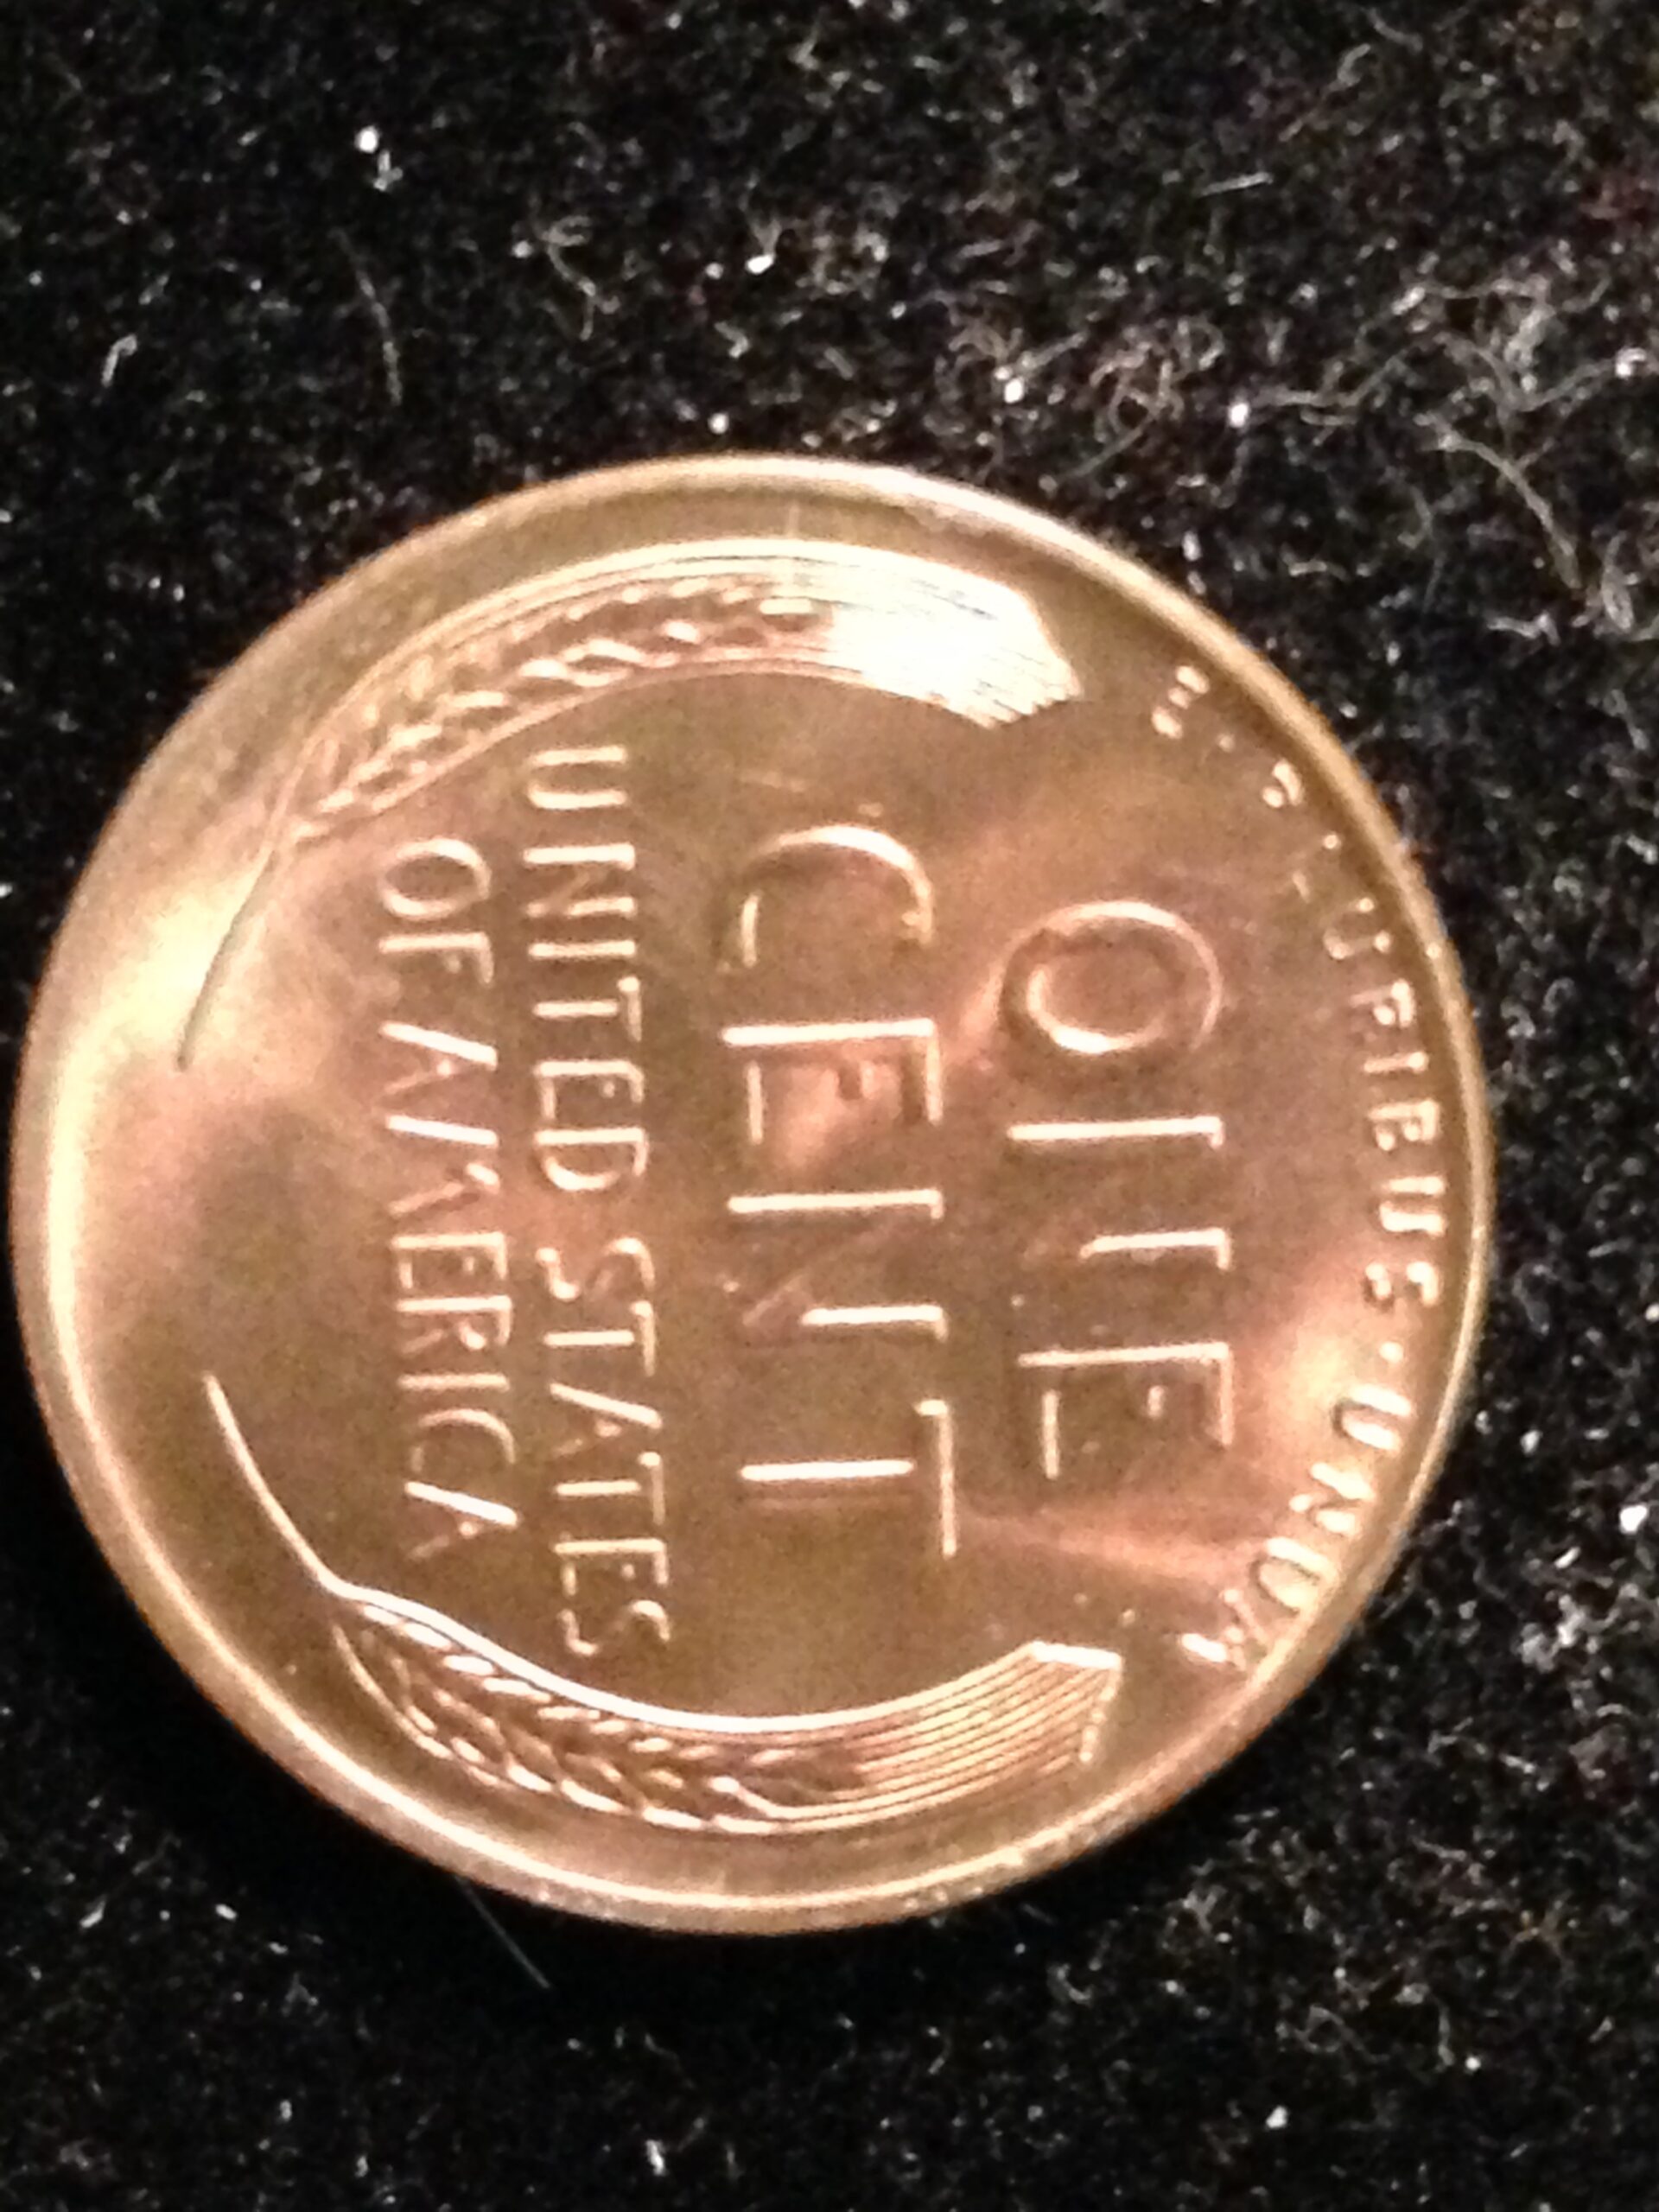 E · PLURIBUS · UNUM
ONE
CENT
UNITED STATES
OF AMERICA